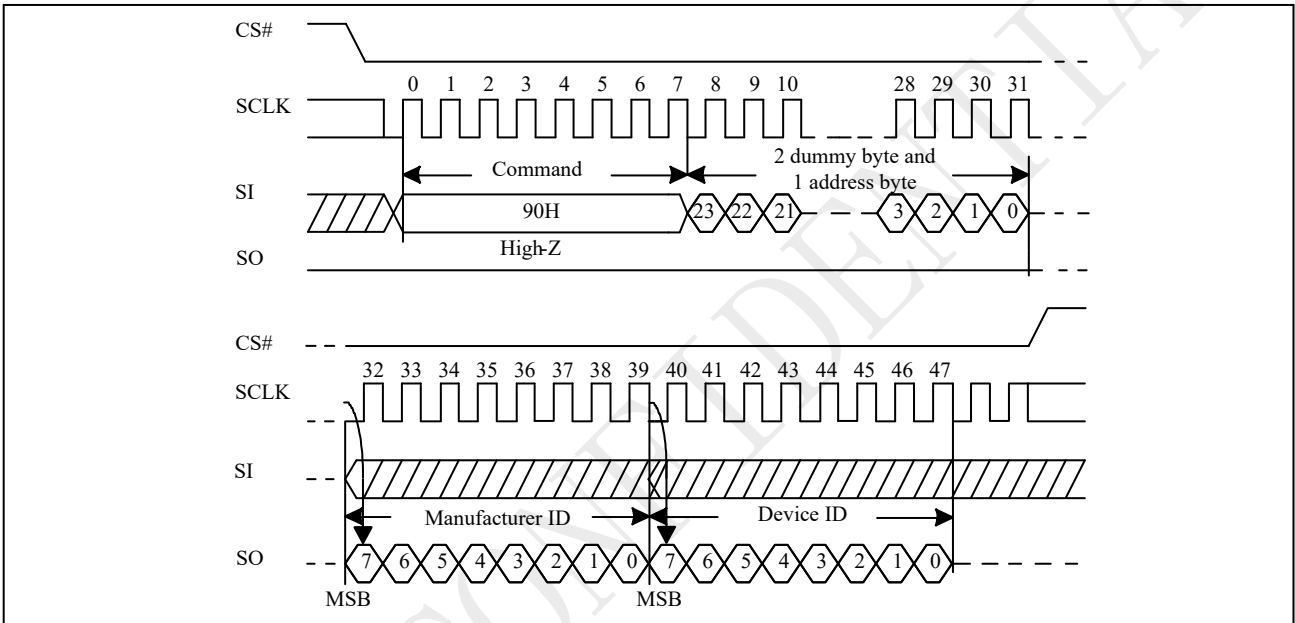 CS#
0 1 2 3 4 5 6 7 8 9 10 28 29 30 31
SCLK
Command
2 dummy byte and
1 address byte
SI
90H
23 22 21 3 2 1 0
High-Z
SO
CS#
32 33 34 35 36 37 38 39 40 41 42 43 44 45 46 47
SCLK
SI
Manufacturer ID
Device ID
SO
7 6 5 4 3 2 1 0 7 6 5 4 3 2 1 0
MSB MSB
CONFIDENTIA